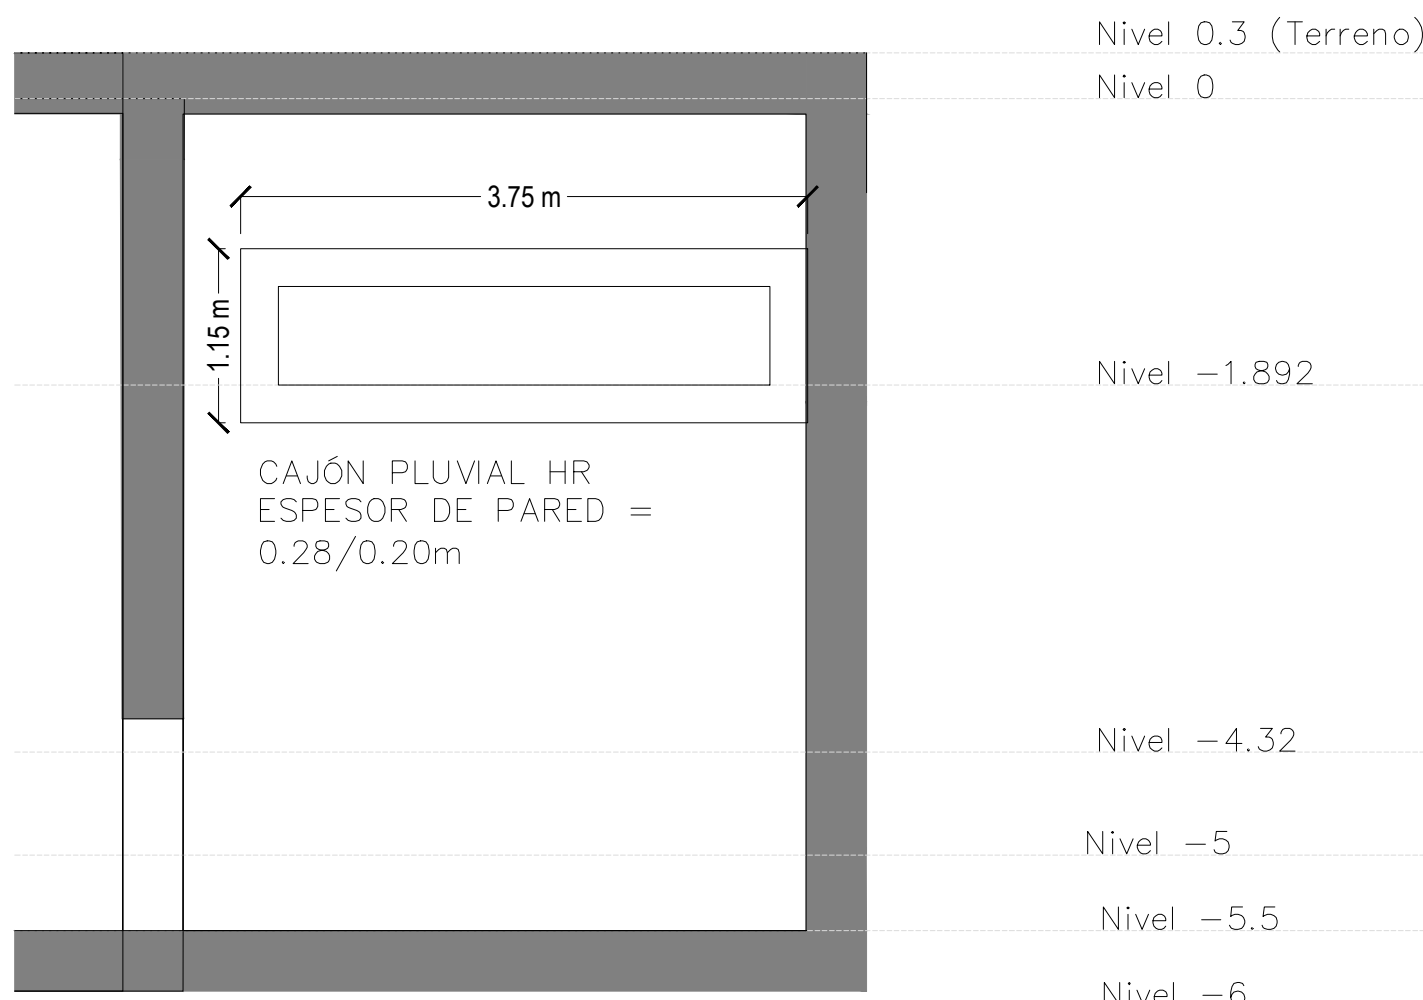 Nivel 0.3 (Terreno)
Nivel 0
3.75 m
1.15 m
Nivel -1.892
CAJÓN PLUVIAL HR
ESPESOR DE PARED =
0.28/0.20m
Nivel -4.32
Nivel -5
Nivel -5.5
Nivel -6